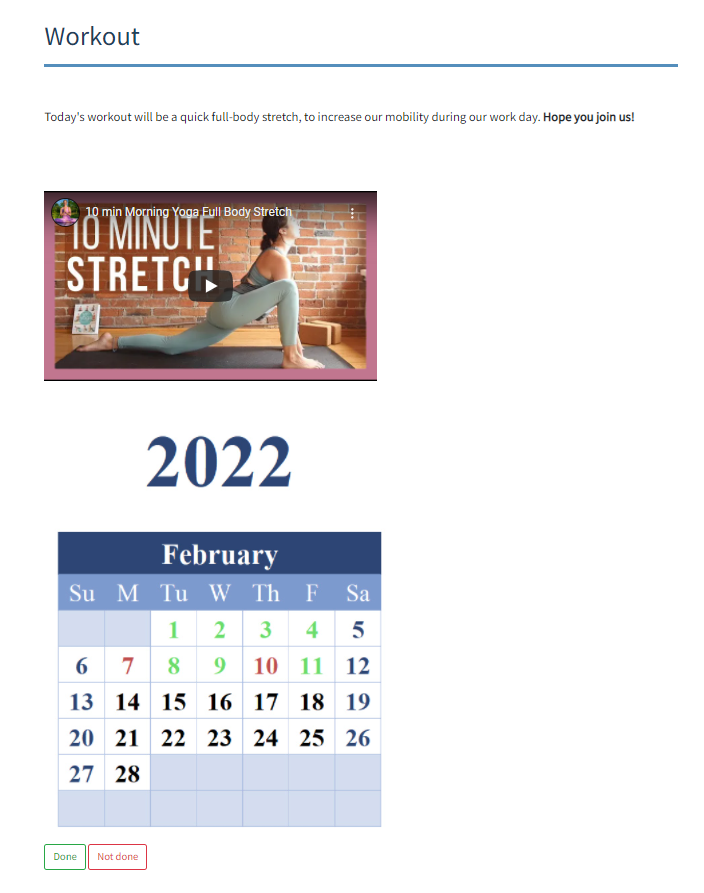 Workout
Today's workout will be a quick full-body stretch, to increase our mobility during our work day. Hope you join us!
10 min Morning Yoga Full Body Stretch
10 MINUTE
STRETCH
2022
February
Su M Tu W Th F Sa
1 2 3 4 5
6 7 8 9 10 11 12
13 14 15 16 17 18 19
20 21 22 23 24 25 26
27 28
Done Not done